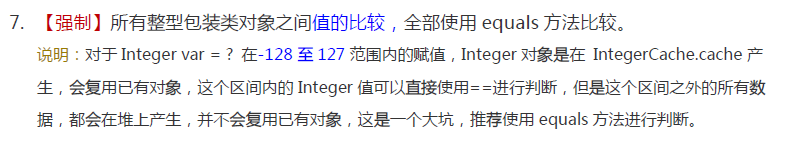 7. 【强制】所有整型包装类对象之间值的比较，全部使用 equals 方法比较。
说明：对于 Integer var = ? 在-128 至 127 范围内的赋值，Integer 对象是在 IntegerCache.cache 产
生，会复用已有对象，这个区间内的 Integer 值可以直接使用==进行判断，但是这个区间之外的所有数
据，都会在堆上产生，并不会复用已有对象，这是一个大坑，推荐使用 equals 方法进行判断。